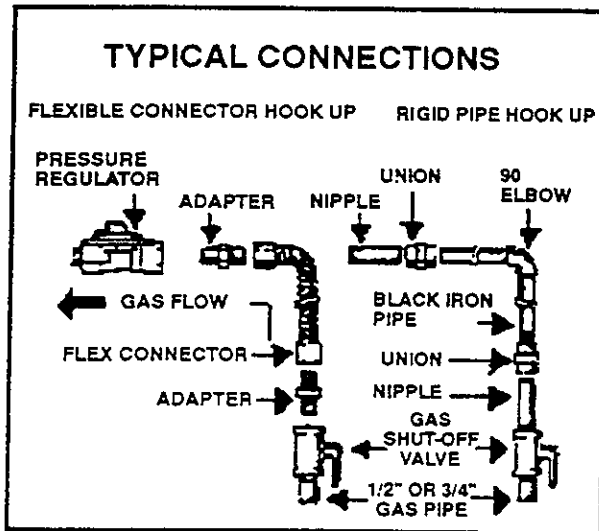 TYPICAL CONNECTIONS
FLEXIBLE CONNECTOR HOOK UP
RIGID PIPE HOOK UP
PRESSURE
REGULATOR
ADAPTER
NIPPLE
UNION
90
ELBOW
GAS FLOW
BLACK IRON
PIPE
FLEX CONNECTOR
UNION
ADAPTER
NIPPLE
GAS
SHUT-OFF
VALVE
1/2" OR 3/4"
GAS PIPE